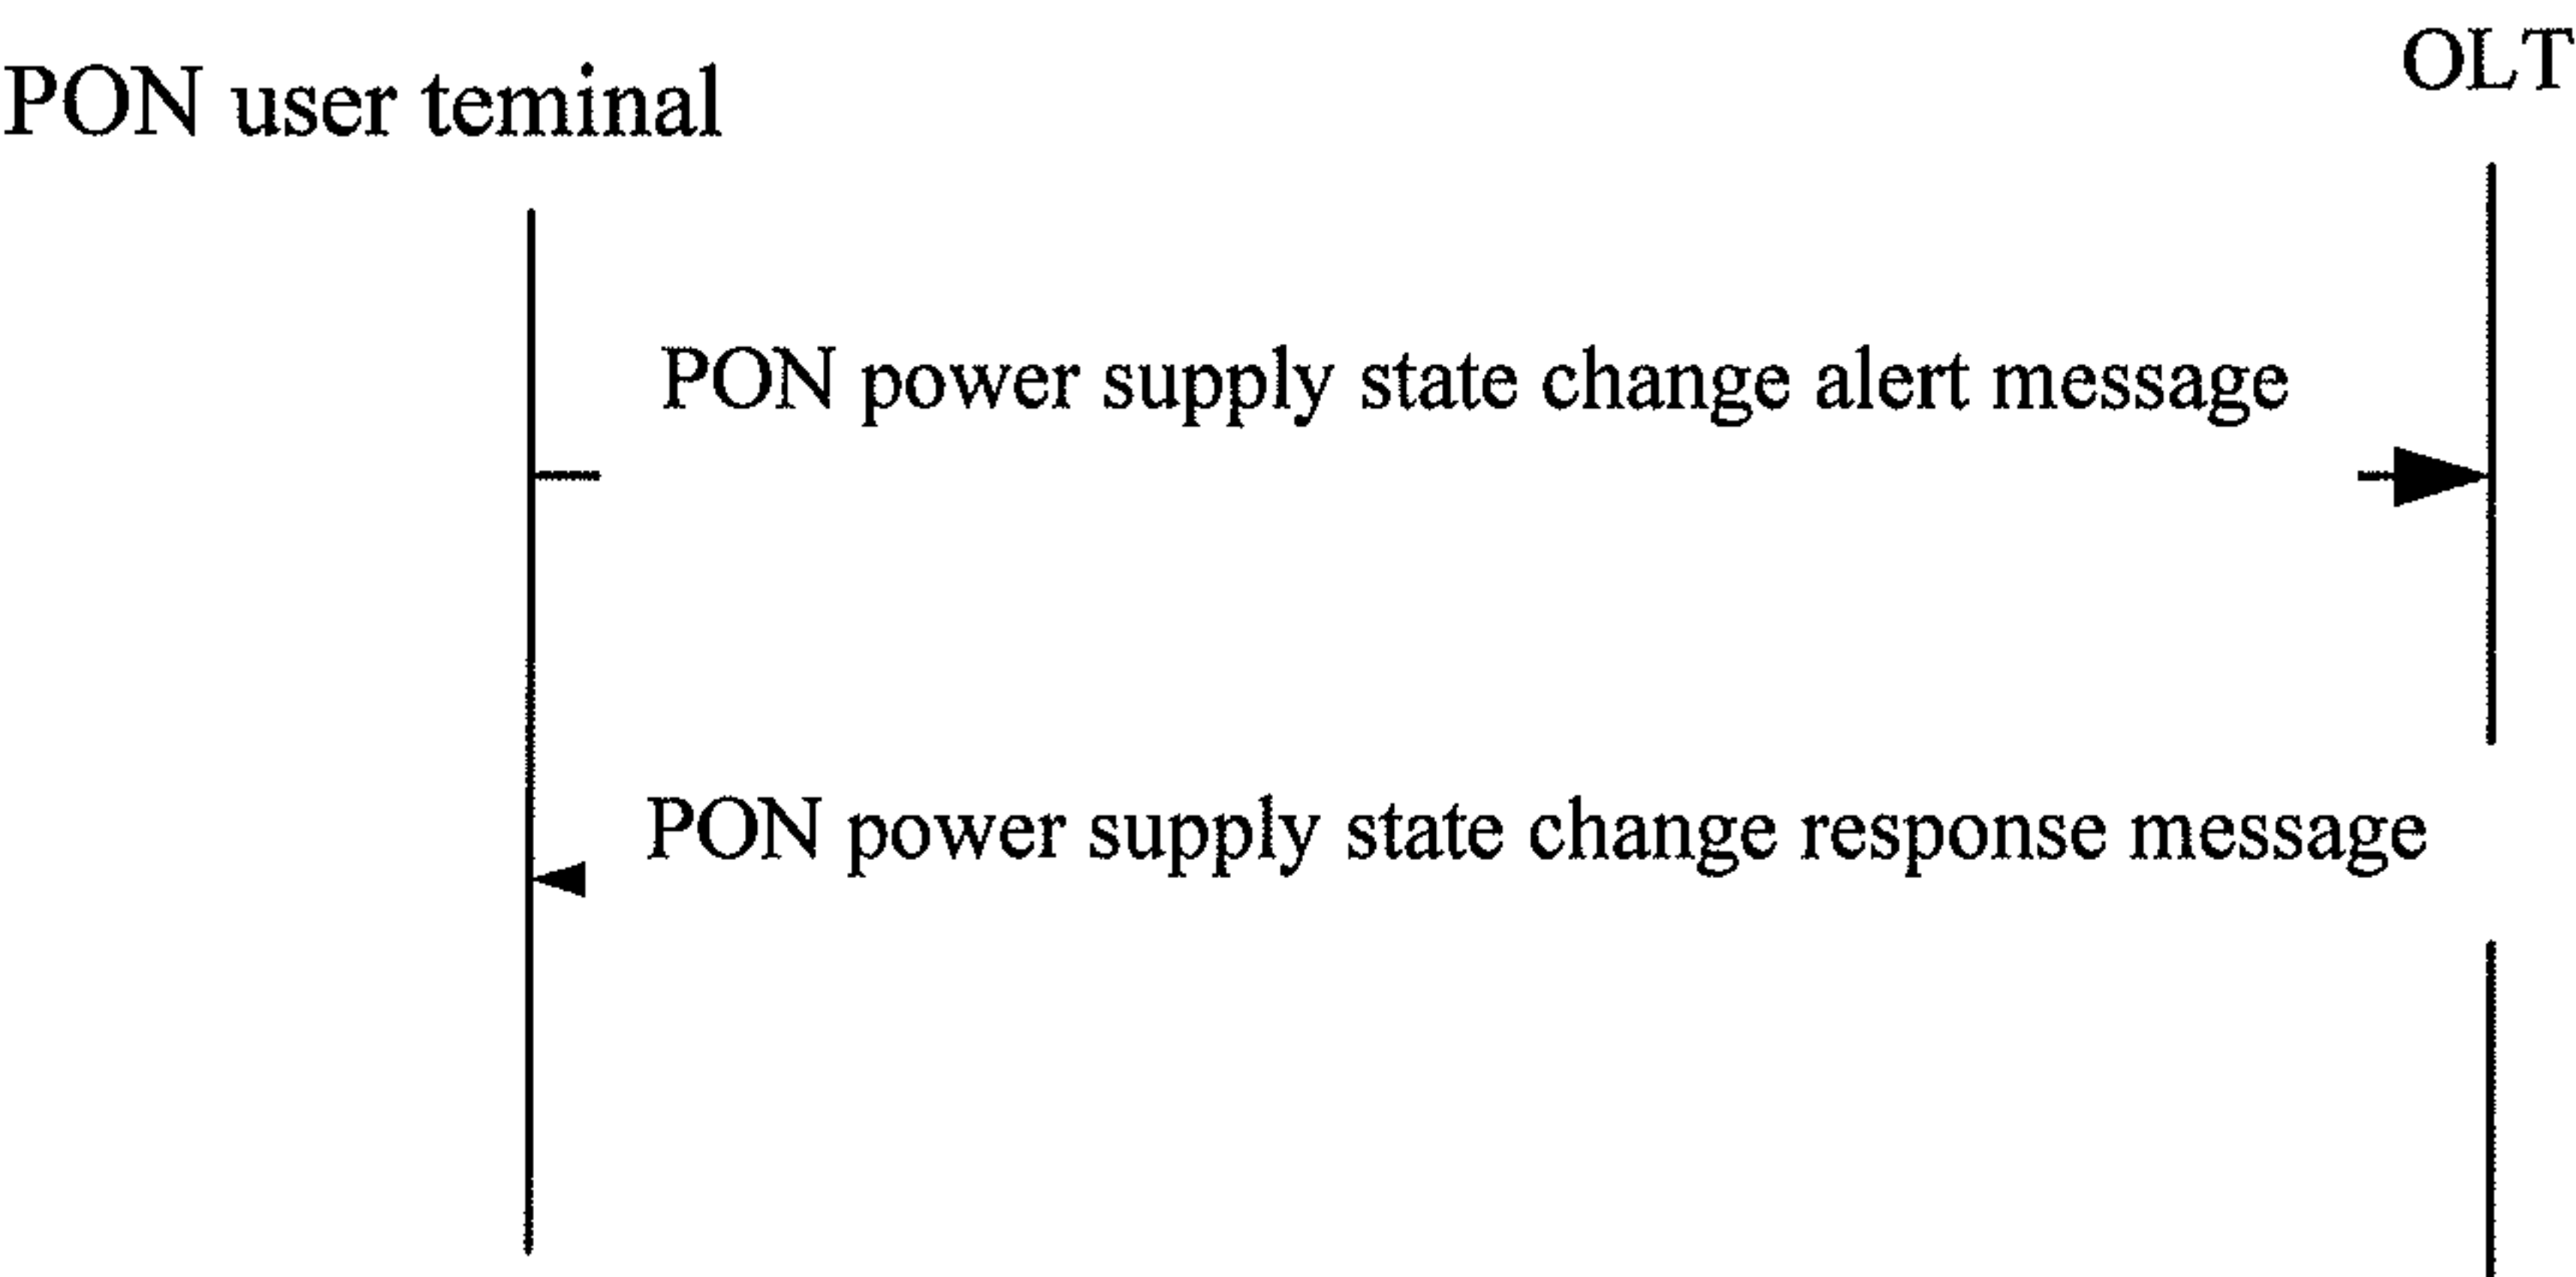 PON user teminal
OLT
PON power supply state change alert message
PON power supply state change response message